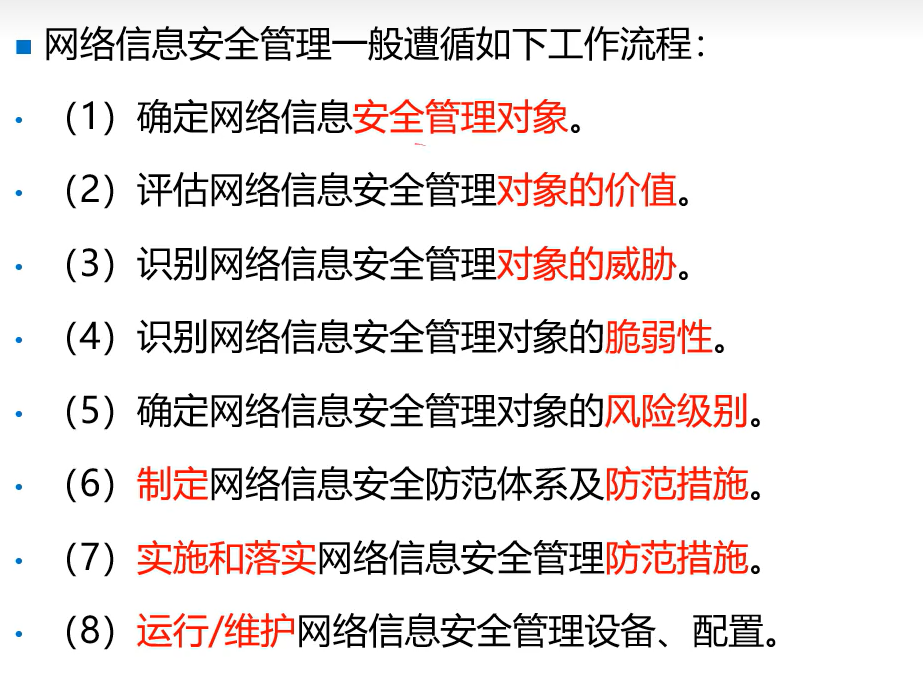 网络信息安全管理一般遭循如下工作流程：
（1）确定网络信息安全管理对象。
（2）评估网络信息安全管理对象的价值。
（3）识别网络信息安全管理对象的威胁。
（4）识别网络信息安全管理对象的脆弱性。
（5）确定网络信息安全管理对象的风险级别。
（6）制定网络信息安全防范体系及防范措施。
（7）实施和落实网络信息安全管理防范措施。
（8）运行/维护网络信息安全管理设备、配置。